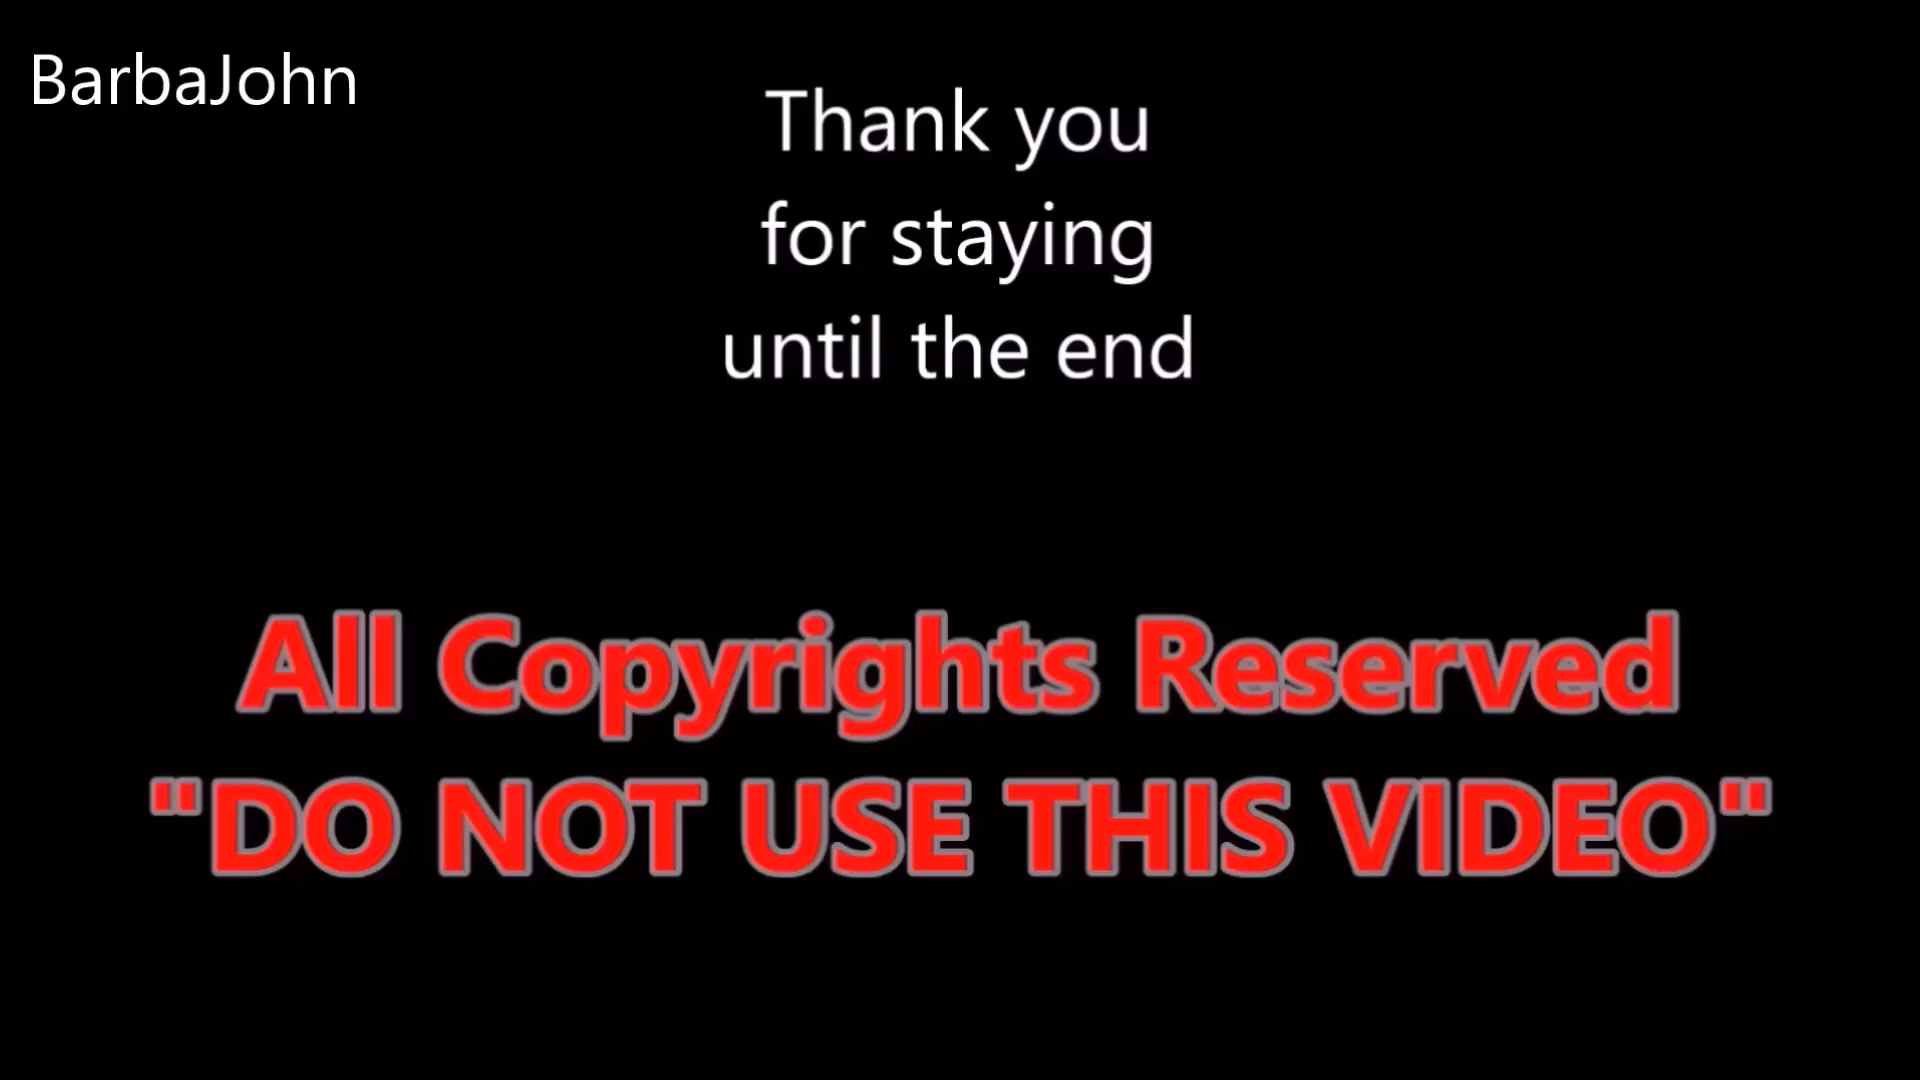 BarbaJohn
Thank you
for staying
until the end
All Copyrights Reserved
"DO NOT USE THIS VIDEO"